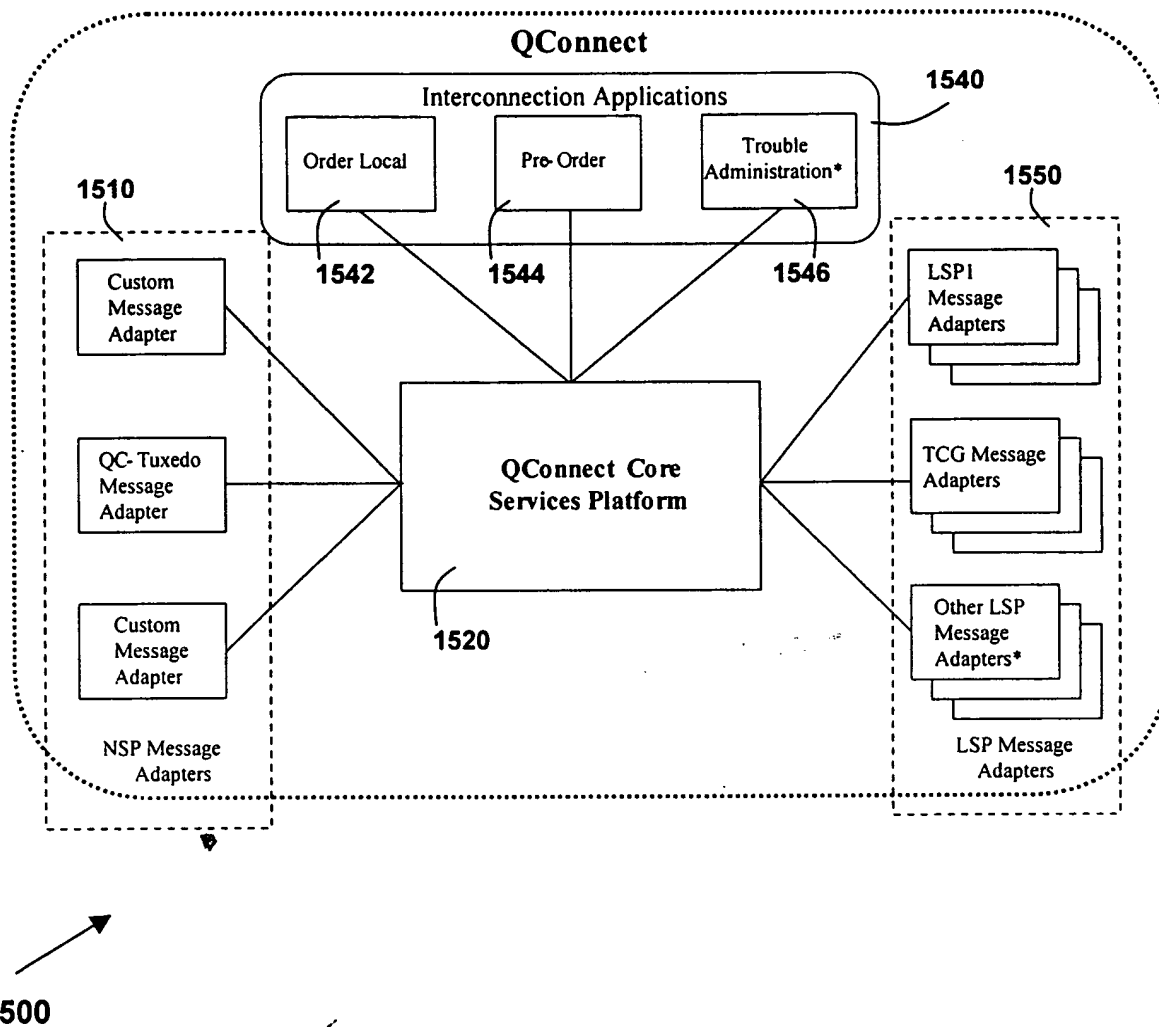 QConnect
Interconnection Applications
1540
Order Local
Pre-Order
Trouble
Administration*
1510
1550
1542
1544
1546
Custom
Message
Adapter
LSP1
Message
Adapters
QC-Tuxedo
Message
Adapter
QConnect Core
Services Platform
TCG Message
Adapters
1520
Custom
Message
Adapter
Other LSP
Message
Adapters*
NSP Message
Adapters
LSP Message
Adapters
500